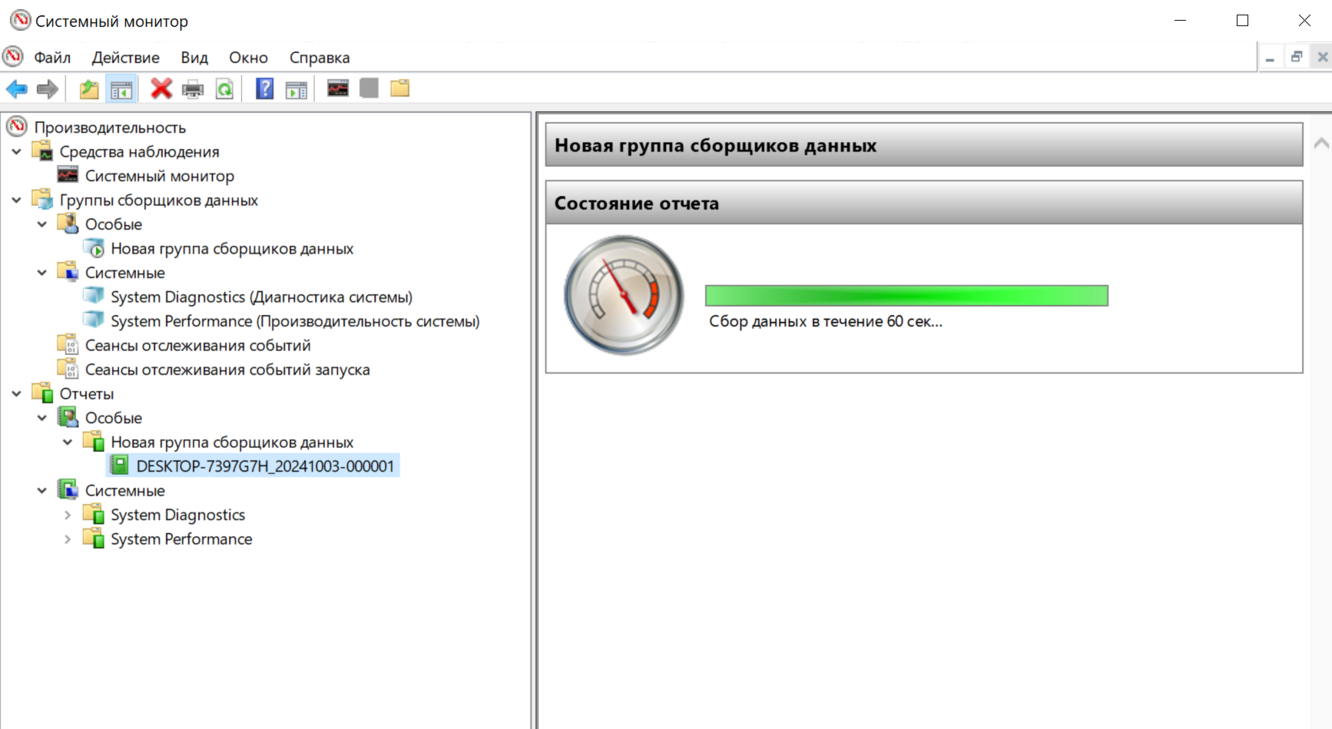 Системный монитор
Файл Действие Вид Окно Справка
Производительность
Средства наблюдения
Системный монитор
Группы сборщиков данных
Особые
Новая группа сборщиков данных
Системные
System Diagnostics (Диагностика системы)
System Performance (Производительность системы)
Сеансы отслеживания событий
Сеансы отслеживания событий запуска
Отчеты
Особые
Новая группа сборщиков данных
DESKTOP-7397G7H_20241003-000001
Системные
System Diagnostics
System Performance
Новая группа сборщиков данных
Состояние отчета
Сбор данных в течение 60 сек...